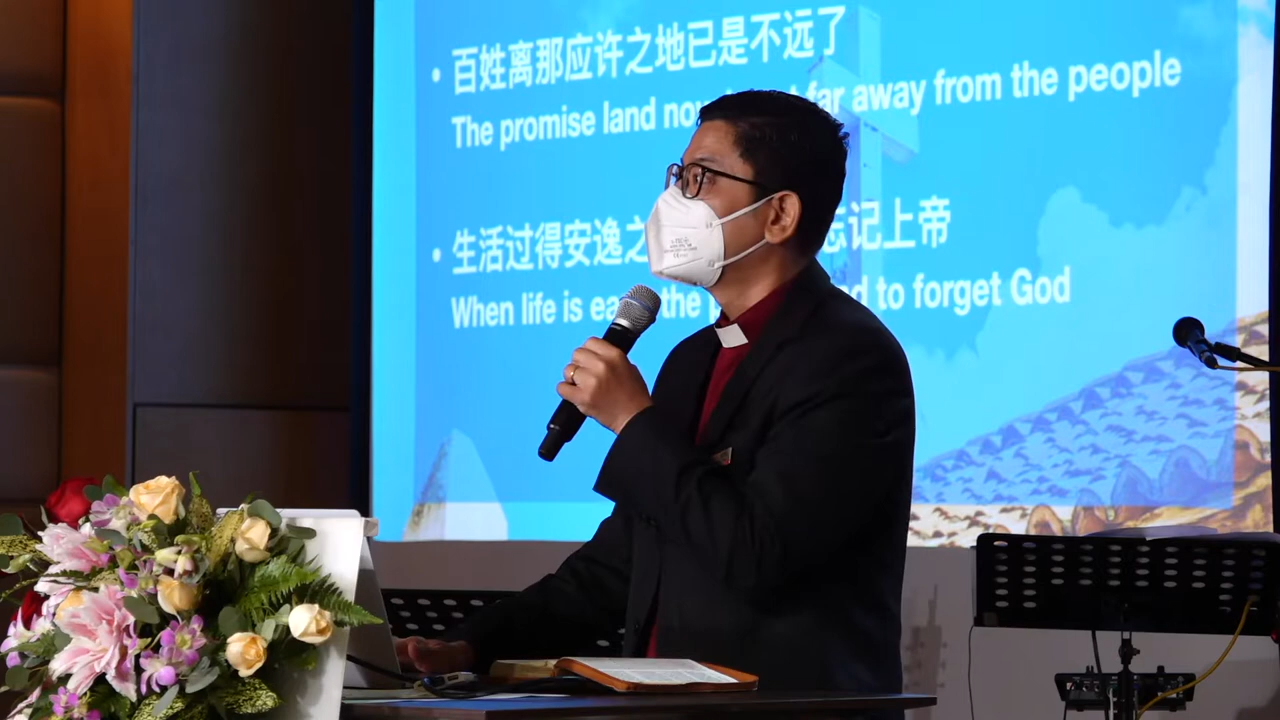 • 百姓离那应许之地已是不远了
The promise land far away from the people
• 生活过得安逸之 忘记上帝
When life is the to forget God